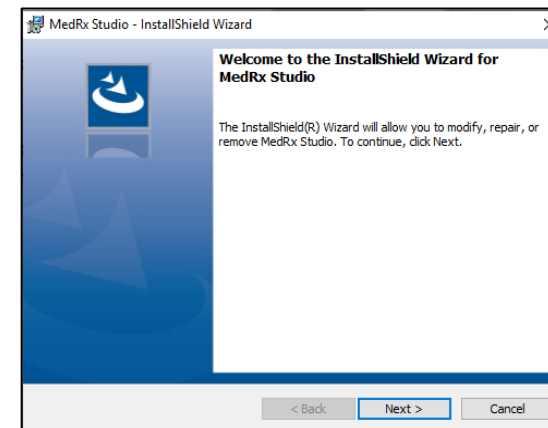 MedRx Studio - InstallShield Wizard
Welcome to the InstallShield Wizard for
MedRx Studio
The InstallShield(R) Wizard will allow you to modify, repair, or
remove MedRx Studio. To continue, click Next.
< Back Next > Cancel